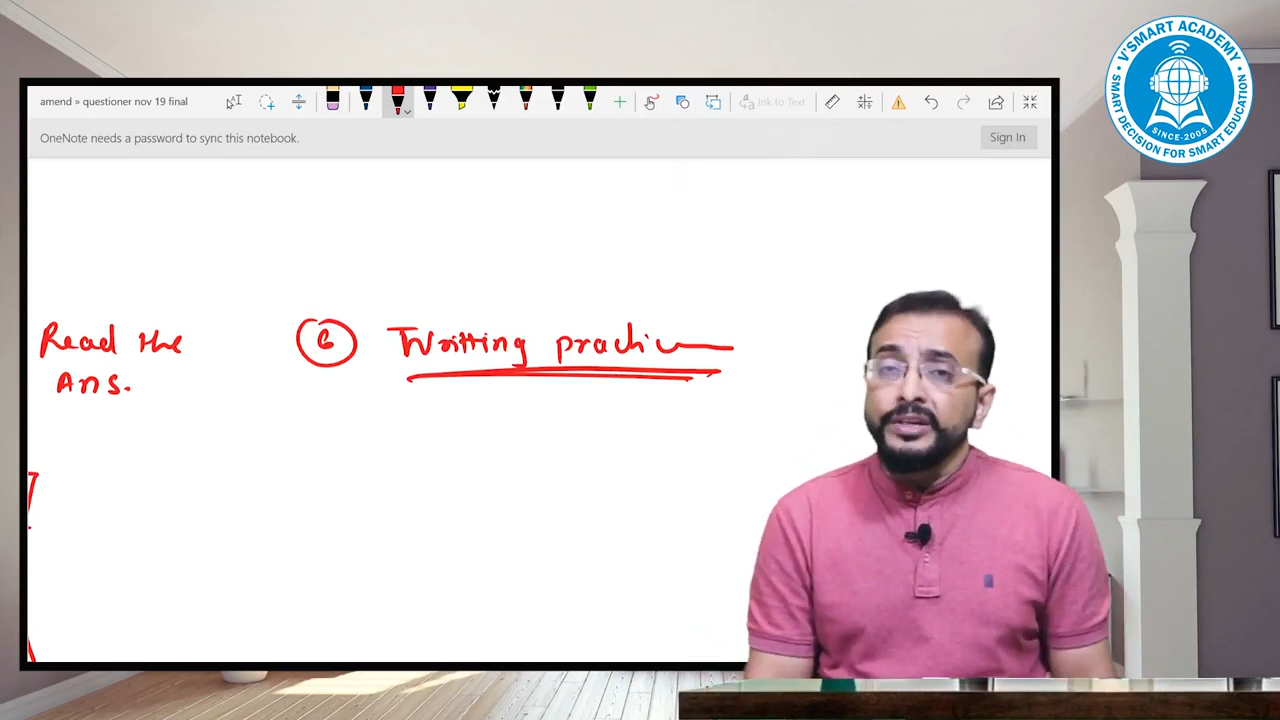 V'SMART ACADEMY
SMART DECISION FOR SMART EDUCATION
SINCE-2005
amend » questioner nov 19 final
Ink to Text
OneNote needs a password to sync this notebook.
Sign In
Read the
Ans.
6 Writting practice